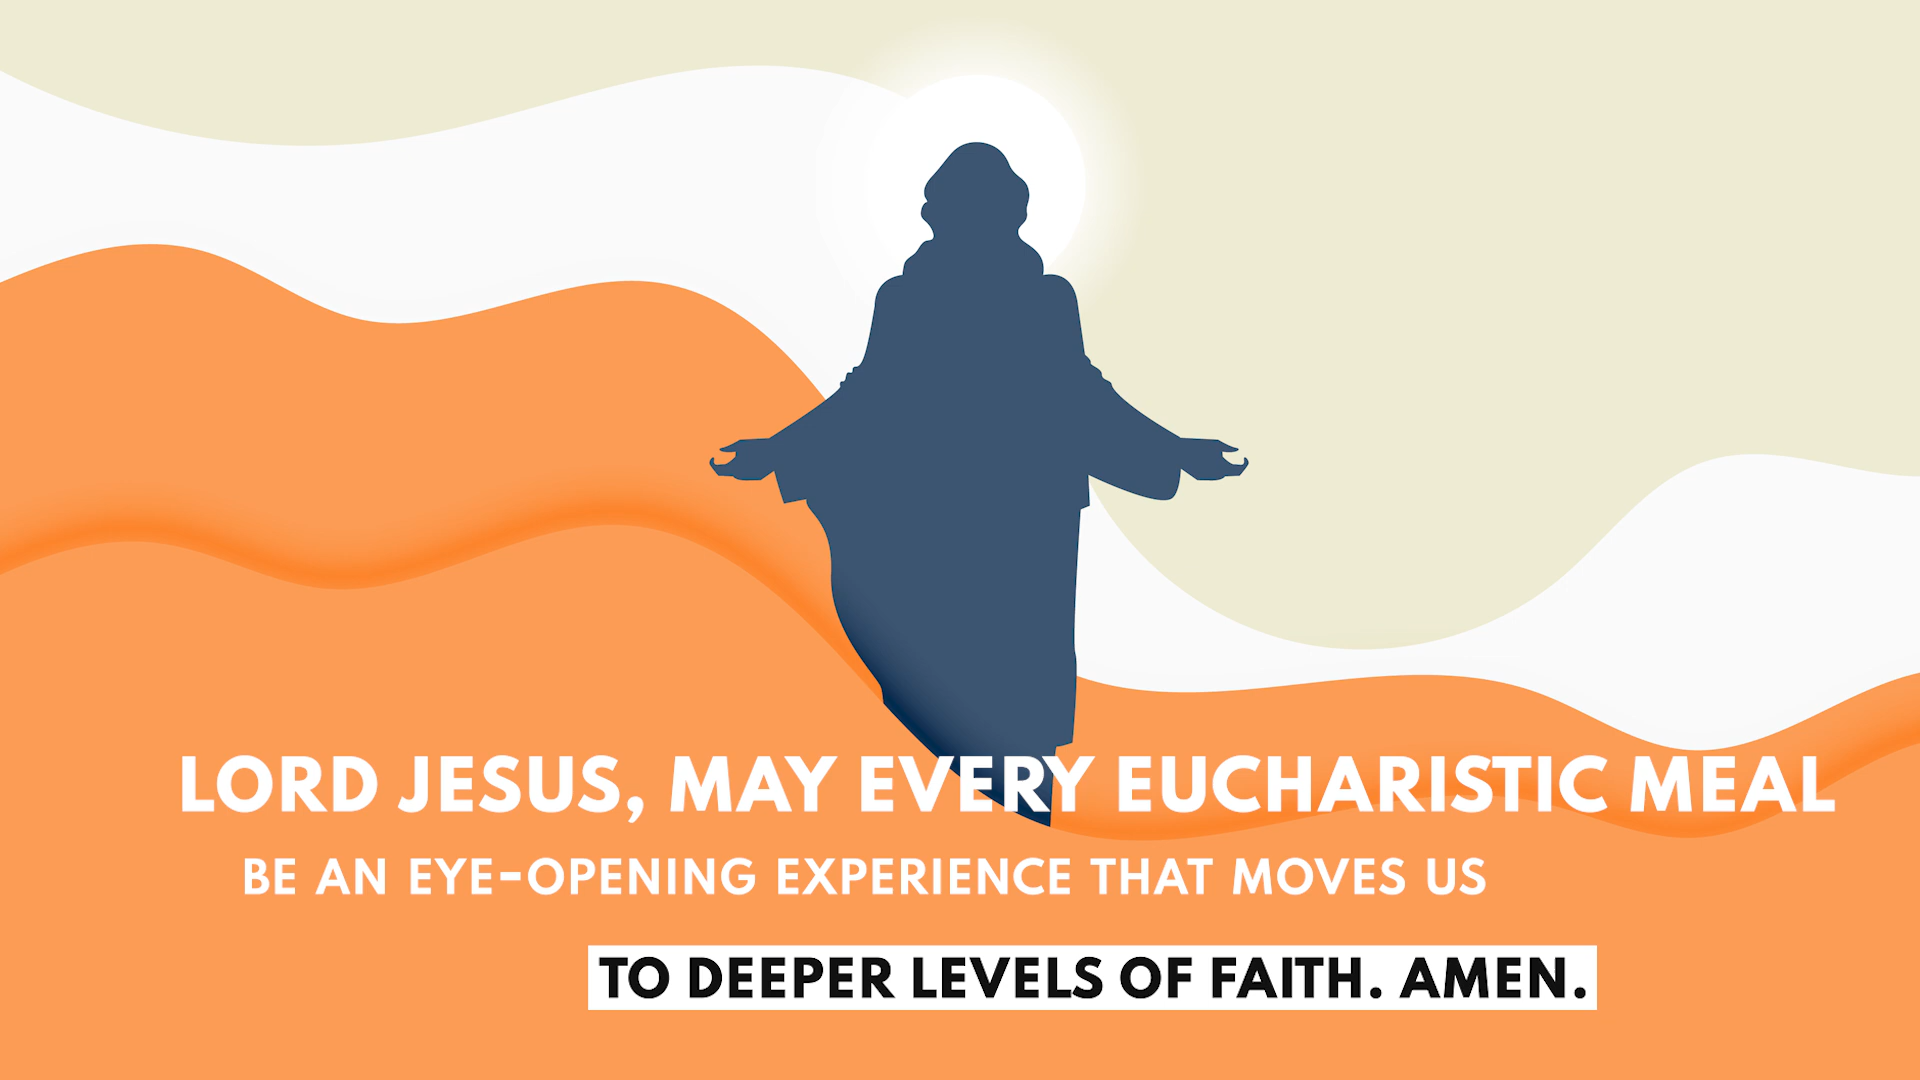 LORD JESUS, MAY EVERY EUCHARISTIC MEAL
BE AN EYE-OPENING EXPERIENCE THAT MOVES US
TO DEEPER LEVELS OF FAITH. AMEN.